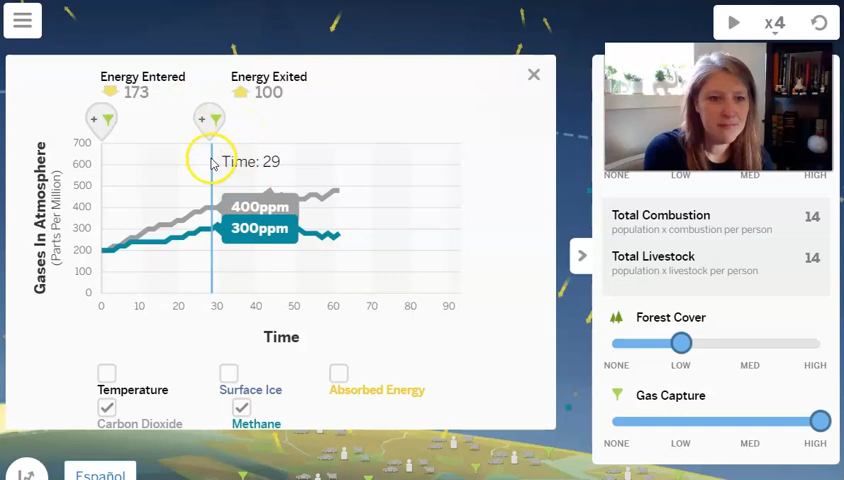 x4
Energy Entered
173
Energy Exited
100
+
+
Time: 29
Gases In Atmosphere
(Parts Per Million)
700
600
500
400
300
200
100
0
400ppm
300ppm
0
10
20
30
40
50
60
70
80
90
Time
Temperature
Surface Ice
Absorbed Energy
Carbon Dioxide
Methane
Español
NONE
LOW
MED
HIGH
Total Combustion
14
population x combustion per person
Total Livestock
14
population x livestock per person
Forest Cover
NONE
LOW
MED
HIGH
Gas Capture
NONE
LOW
MED
HIGH